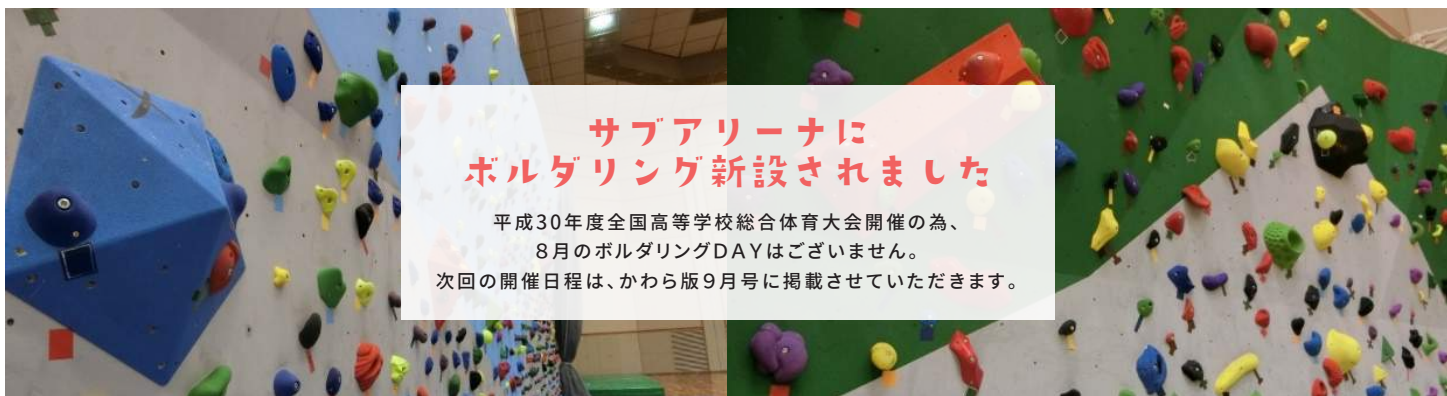 サブアリーナに
ボルダリング新設されました
平成30年度全国高等学校総合体育大会開催の為、
８月のボルダリングＤＡＹはございません。
次回の開催日程は、かわら版９月号に掲載させていただきます。